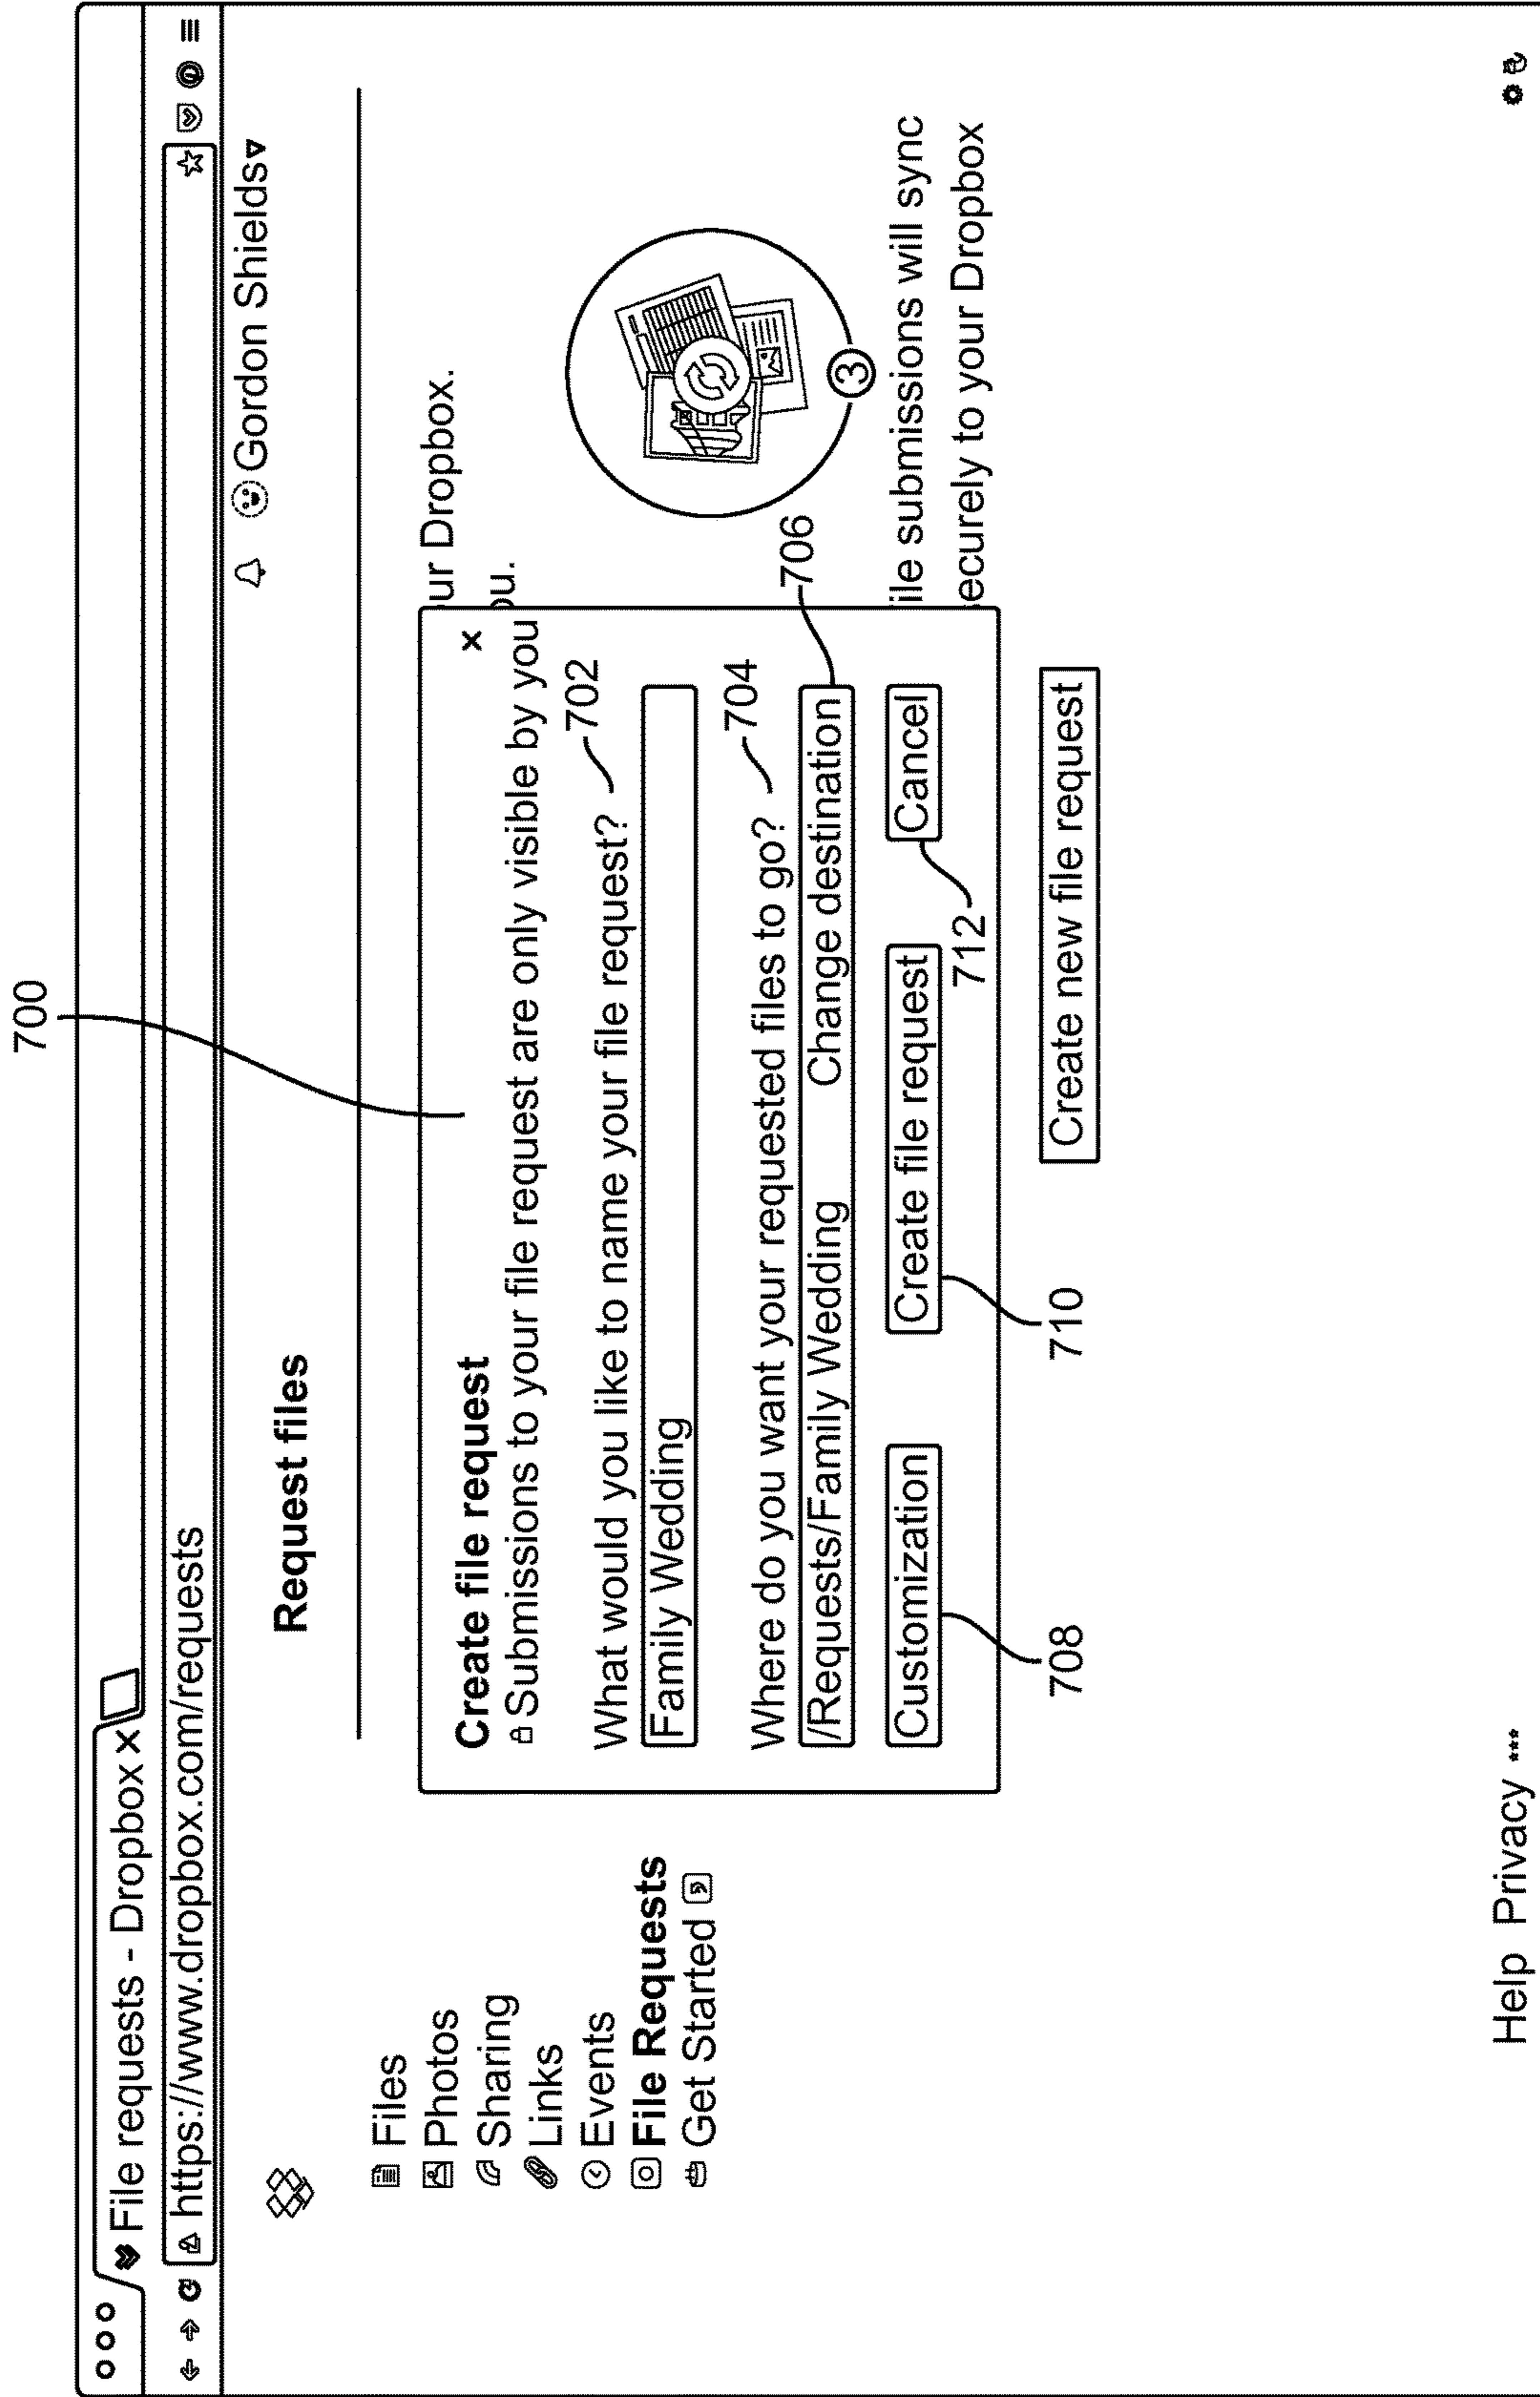 700
File requests - Dropbox X
https://www.dropbox.com/requests
Gordon Shields
Request files
Files
Photos
Sharing
Links
Events
File Requests
Get Started
ur Dropbox.
ou.
Create file request x
Submissions to your file request are only visible by you
What would you like to name your file request? 702
Family Wedding
Where do you want your requested files to go? 704
/Requests/Family Wedding Change destination 706
Customization Create file request Cancel
708 710 712
3
ile submissions will sync
ecurely to your Dropbox
Create new file request
Help Privacy ***